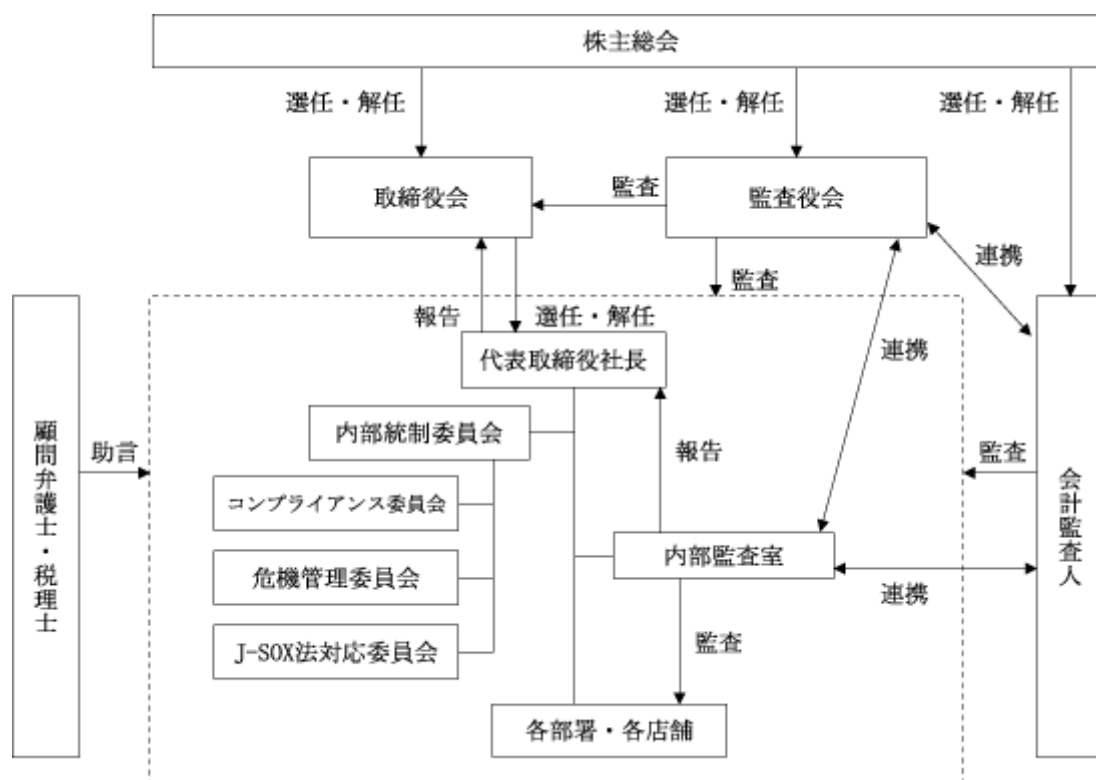 株主総会
選任・解任
選任・解任
選任・解任
取締役会
監査
監査役会
連携
監査
報告
選任・解任
代表取締役社長
連携
内部統制委員会
報告
顧問弁護士・税理士
助言
コンプライアンス委員会
監査
会計監査人
危機管理委員会
内部監査室
連携
J-SOX法対応委員会
監査
各部署・各店舗